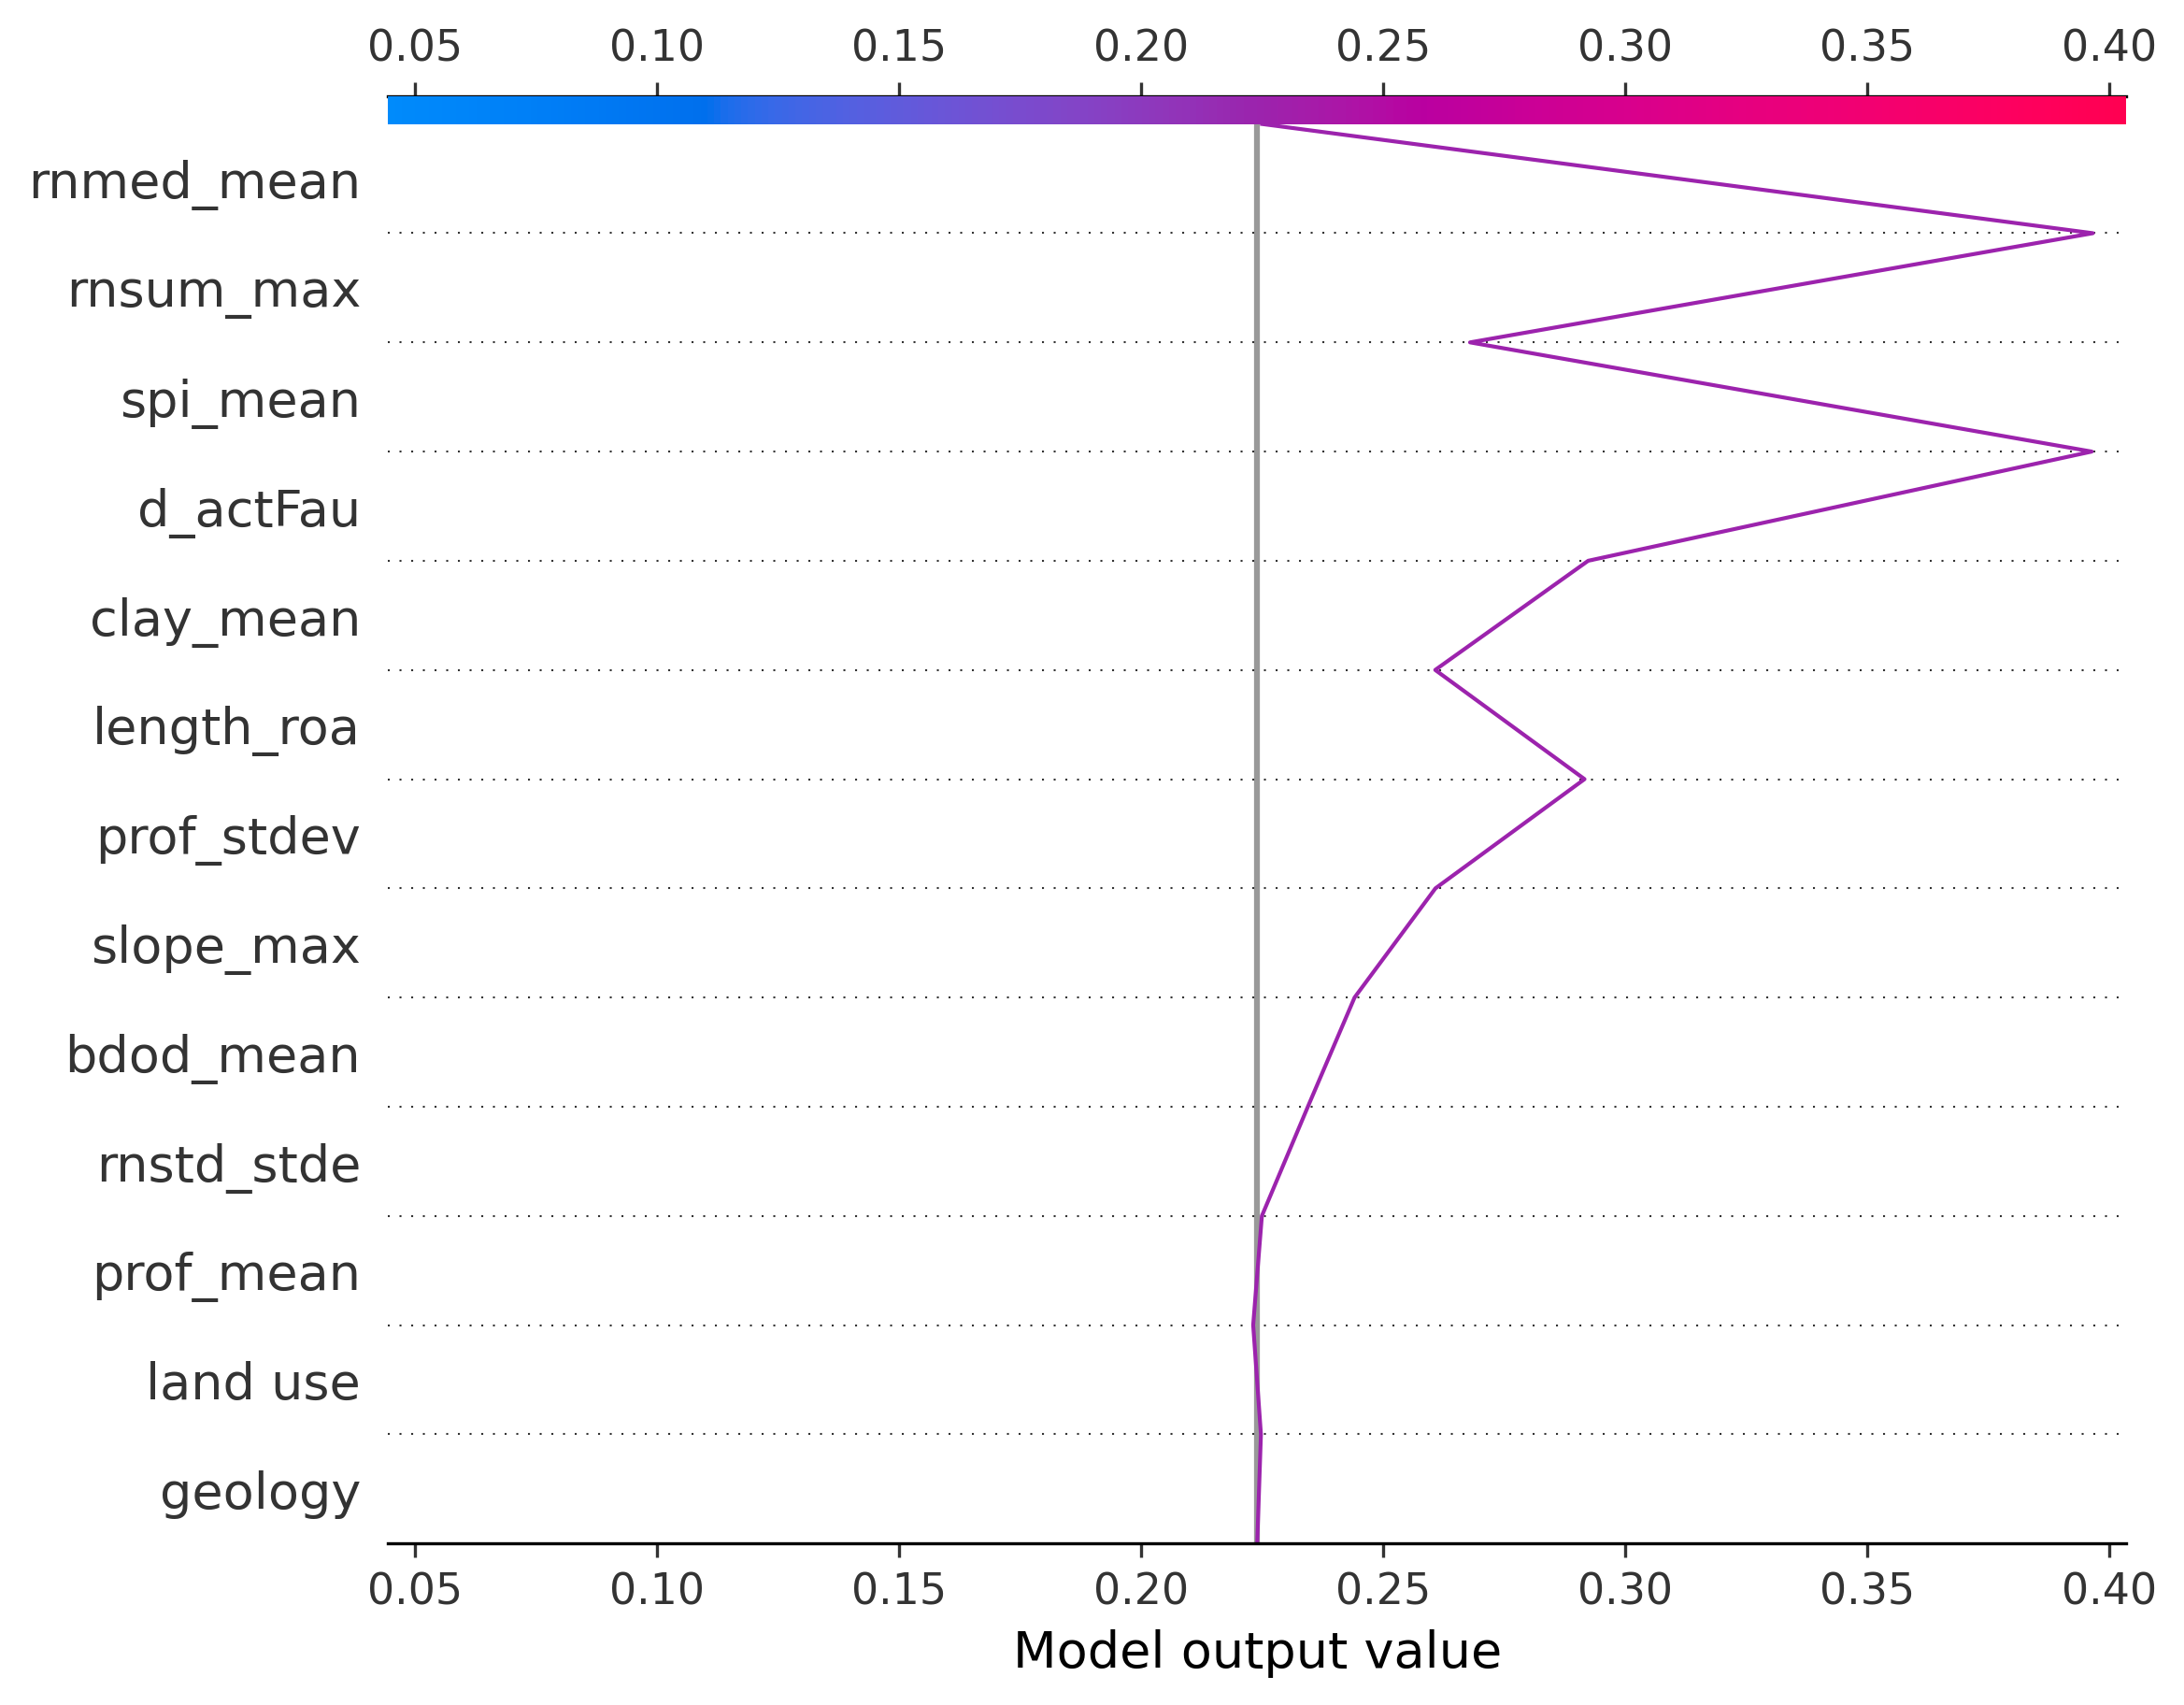 0.05 0.10 0.15 0.20 0.25 0.30 0.35 0.40
rnmed_mean
rnsum_max
spi_mean
d_actFau
clay_mean
length_roa
prof_stdev
slope_max
bdod_mean
rnstd_stde
prof_mean
land use
geology
0.05 0.10 0.15 0.20 0.25 0.30 0.35 0.40
Model output value